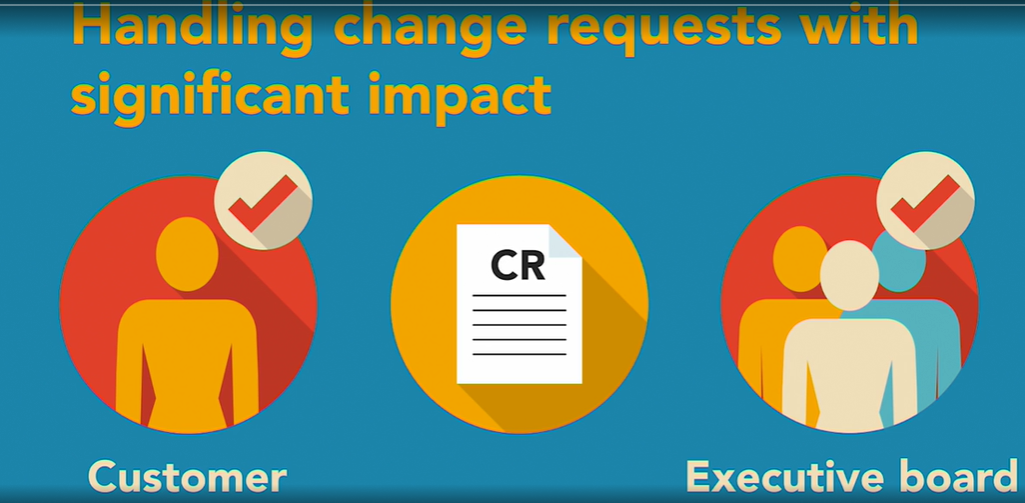 Handling change requests with
significant impact
CR
Customer
Executive board